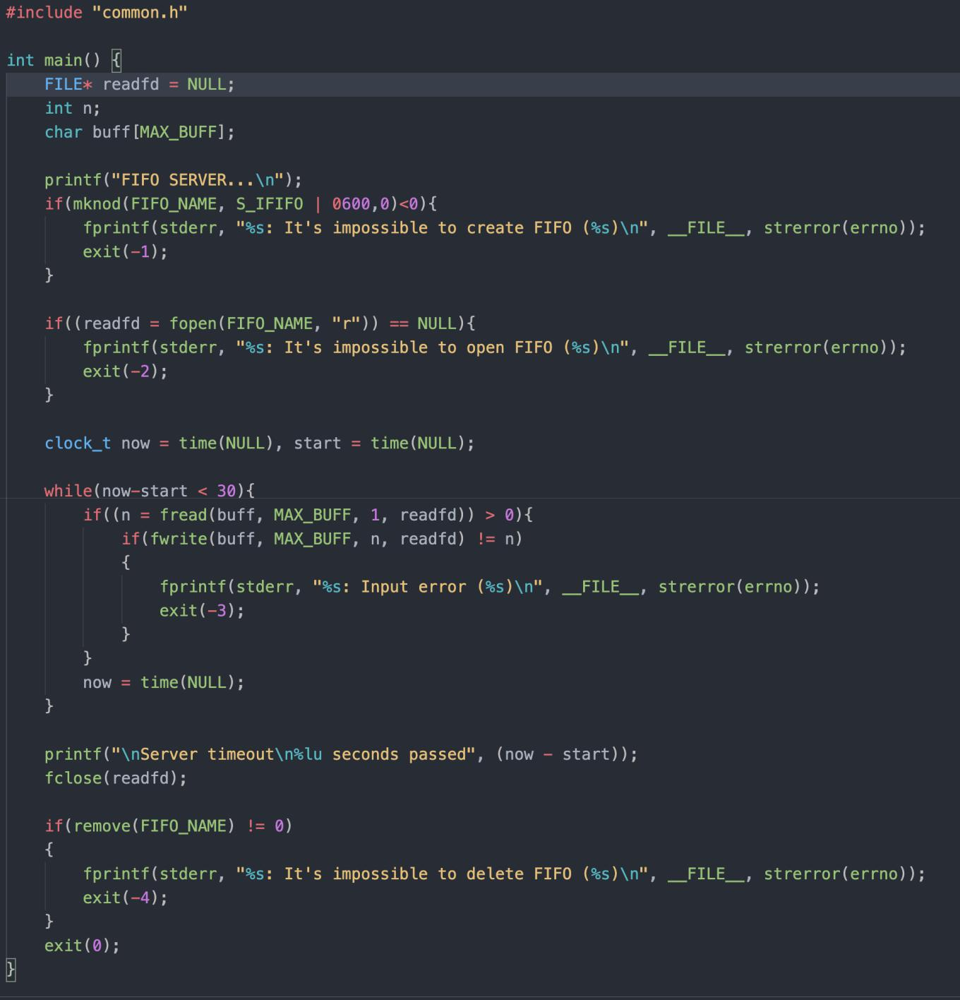 #include "common.h"
int main() {
FILE* readfd = NULL;
int n;
char buff[MAX_BUFF];
printf("FIFO SERVER...\n");
if(mknod(FIFO_NAME, S_IFIFO | 0600,0)<0){
fprintf(stderr, "%s: It's impossible to create FIFO (%s)\n", __FILE__, strerror(errno));
exit(-1);
}
if((readfd = fopen(FIFO_NAME, "r")) == NULL){
fprintf(stderr, "%s: It's impossible to open FIFO (%s)\n", __FILE__, strerror(errno));
exit(-2);
}
clock_t now = time(NULL), start = time(NULL);
while(now-start < 30){
if((n = fread(buff, MAX_BUFF, 1, readfd)) > 0){
if(fwrite(buff, MAX_BUFF, n, readfd) != n)
{
fprintf(stderr, "%s: Input error (%s)\n", __FILE__, strerror(errno));
exit(-3);
}
}
now = time(NULL);
}
printf("\nServer timeout\n%lu seconds passed", (now - start));
fclose(readfd);
if(remove(FIFO_NAME) != 0)
{
fprintf(stderr, "%s: It's impossible to delete FIFO (%s)\n", __FILE__, strerror(errno));
exit(-4);
}
exit(0);
}